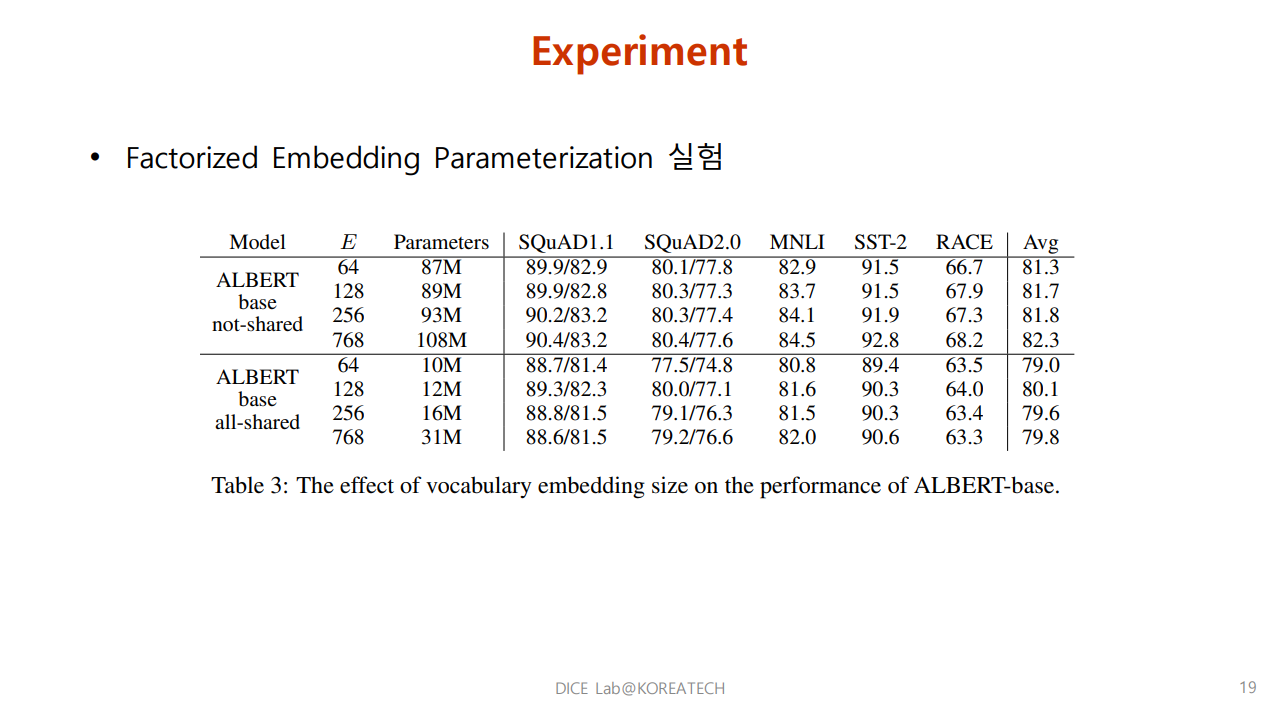 Experiment
• Factorized Embedding Parameterization 실험
Model E Parameters SQuAD1.1 SQuAD2.0 MNLI SST-2 RACE Avg
ALBERT base not-shared 64 87M 89.9/82.9 80.1/77.8 82.9 91.5 66.7 81.3
128 89M 89.9/82.8 80.3/77.3 83.7 91.5 67.9 81.7
256 93M 90.2/83.2 80.3/77.4 84.1 91.9 67.3 81.8
768 108M 90.4/83.2 80.4/77.6 84.5 92.8 68.2 82.3
ALBERT base all-shared 64 10M 88.7/81.4 77.5/74.8 80.8 89.4 63.5 79.0
128 12M 89.3/82.3 80.0/77.1 81.6 90.3 64.0 80.1
256 16M 88.8/81.5 79.1/76.3 81.5 90.3 63.4 79.6
768 31M 88.6/81.5 79.2/76.6 82.0 90.6 63.3 79.8
Table 3: The effect of vocabulary embedding size on the performance of ALBERT-base.
DICE Lab@KOREATECH
19